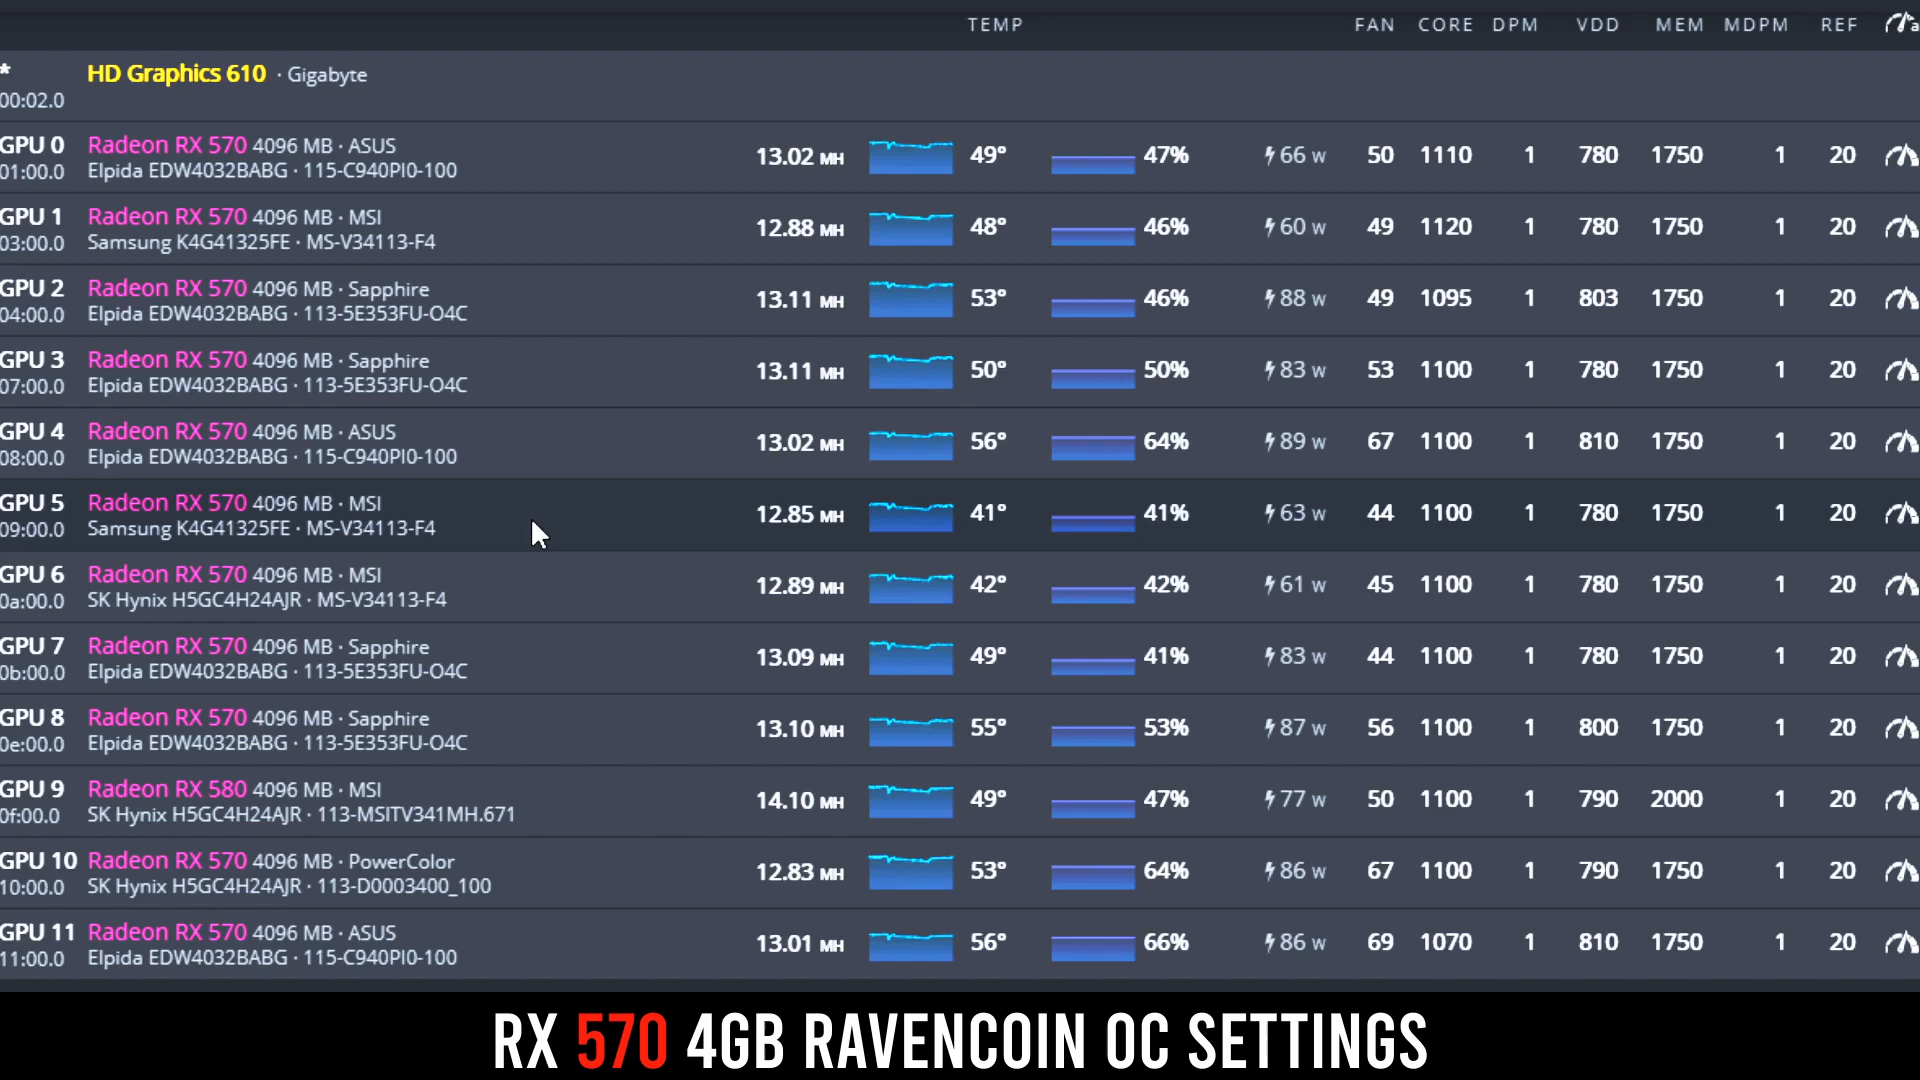 TEMP FAN CORE DPM VDD MEM MDPM REF
* HD Graphics 610 · Gigabyte
00:02.0
GPU 0 Radeon RX 570 4096 MB · ASUS 13.02 MH 49° 47% 66 W 50 1110 1 780 1750 1 20
01:00.0 Elpida EDW4032BABG · 115-C940PI0-100
GPU 1 Radeon RX 570 4096 MB · MSI 12.88 MH 48° 46% 60 W 49 1120 1 780 1750 1 20
03:00.0 Samsung K4G41325FE · MS-V34113-F4
GPU 2 Radeon RX 570 4096 MB · Sapphire 13.11 MH 53° 46% 88 W 49 1095 1 803 1750 1 20
04:00.0 Elpida EDW4032BABG · 113-5E353FU-O4C
GPU 3 Radeon RX 570 4096 MB · Sapphire 13.11 MH 50° 50% 83 W 53 1100 1 780 1750 1 20
07:00.0 Elpida EDW4032BABG · 113-5E353FU-O4C
GPU 4 Radeon RX 570 4096 MB · ASUS 13.02 MH 56° 64% 89 W 67 1100 1 810 1750 1 20
08:00.0 Elpida EDW4032BABG · 115-C940PI0-100
GPU 5 Radeon RX 570 4096 MB · MSI 12.85 MH 41° 41% 63 W 44 1100 1 780 1750 1 20
09:00.0 Samsung K4G41325FE · MS-V34113-F4
GPU 6 Radeon RX 570 4096 MB · MSI 12.89 MH 42° 42% 61 W 45 1100 1 780 1750 1 20
0a:00.0 SK Hynix H5GC4H24AJR · MS-V34113-F4
GPU 7 Radeon RX 570 4096 MB · Sapphire 13.09 MH 49° 41% 83 W 44 1100 1 780 1750 1 20
0b:00.0 Elpida EDW4032BABG · 113-5E353FU-O4C
GPU 8 Radeon RX 570 4096 MB · Sapphire 13.10 MH 55° 53% 87 W 56 1100 1 800 1750 1 20
0e:00.0 Elpida EDW4032BABG · 113-5E353FU-O4C
GPU 9 Radeon RX 580 4096 MB · MSI 14.10 MH 49° 47% 77 W 50 1100 1 790 2000 1 20
0f:00.0 SK Hynix H5GC4H24AJR · 113-MSITV341MH.671
GPU 10 Radeon RX 570 4096 MB · PowerColor 12.83 MH 53° 64% 86 W 67 1100 1 790 1750 1 20
10:00.0 SK Hynix H5GC4H24AJR · 113-D0003400_100
GPU 11 Radeon RX 570 4096 MB · ASUS 13.01 MH 56° 66% 86 W 69 1070 1 810 1750 1 20
11:00.0 Elpida EDW4032BABG · 115-C940PI0-100
RX 570 4GB RAVENCOIN OC SETTINGS